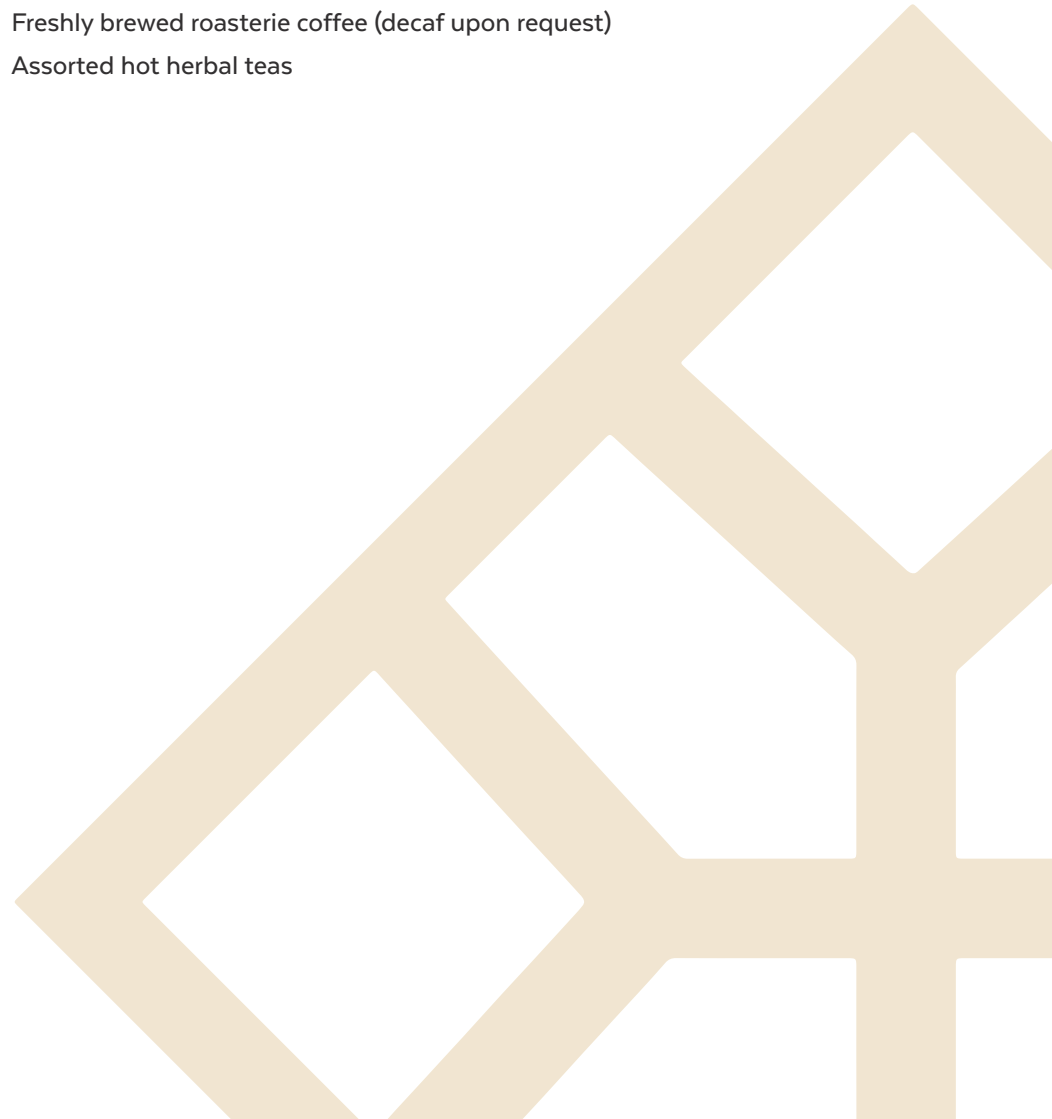 Freshly brewed roasterie coffee (decaf upon request)
Assorted hot herbal teas